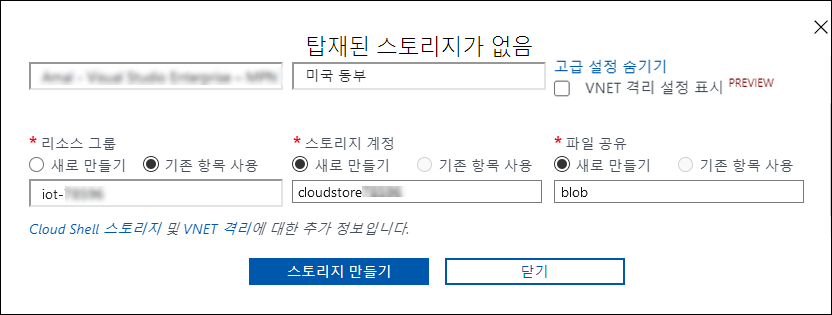 탑재된 스토리지가 없음
미국 동부
고급 설정 숨기기
VNET 격리 설정 표시 PREVIEW
* 리소스 그룹
새로 만들기 기존 항목 사용
iot-
* 스토리지 계정
새로 만들기 기존 항목 사용
cloudstore
* 파일 공유
새로 만들기 기존 항목 사용
blob
Cloud Shell 스토리지 및 VNET 격리에 대한 추가 정보입니다.
스토리지 만들기
닫기